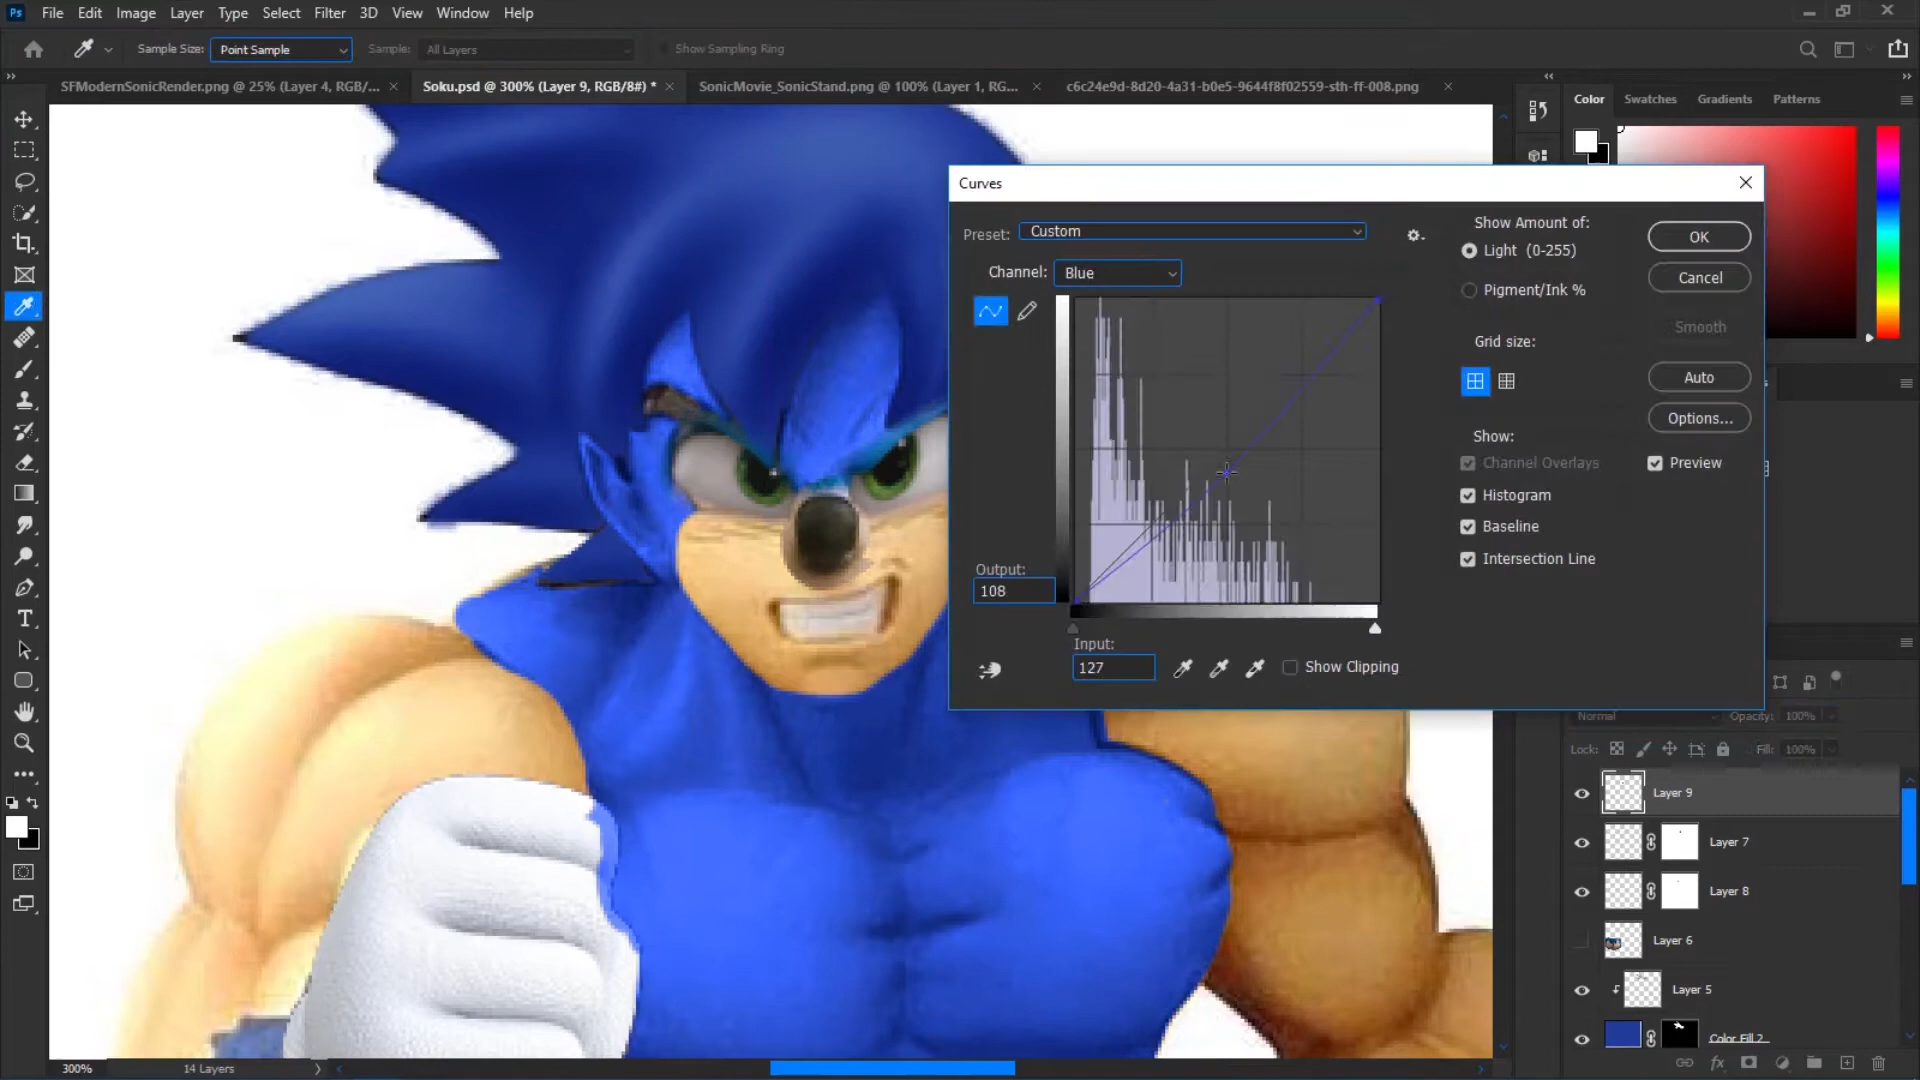 Ps File Edit Image Layer Type Select Filter 3D View Window Help
Sample Size: Point Sample Sample: All Layers Show Sampling Ring
SFModernSonicRender.png @ 25% (Layer 4, RGB/... × Soku.psd @ 300% (Layer 9, RGB/8#) * × SonicMovie_SonicStand.png @ 100% (Layer 1, RG... × c6c24e9d-8d20-4a31-b0e5-9644f8f02559-sth-ff-008.png ×
Color Swatches Gradients Patterns
Curves
Preset: Custom
Channel: Blue
Output:
108
Input:
127
Show Clipping
Show Amount of:
Light (0-255)
Pigment/Ink %
Grid size:
Show:
Channel Overlays
Histogram
Baseline
Intersection Line
OK
Cancel
Smooth
Auto
Options...
Preview
Normal Opacity: 100%
Lock: Fill: 100%
Layer 9
Layer 7
Layer 8
Layer 6
Layer 5
Color Fill 2
fx
300% 14 Layers